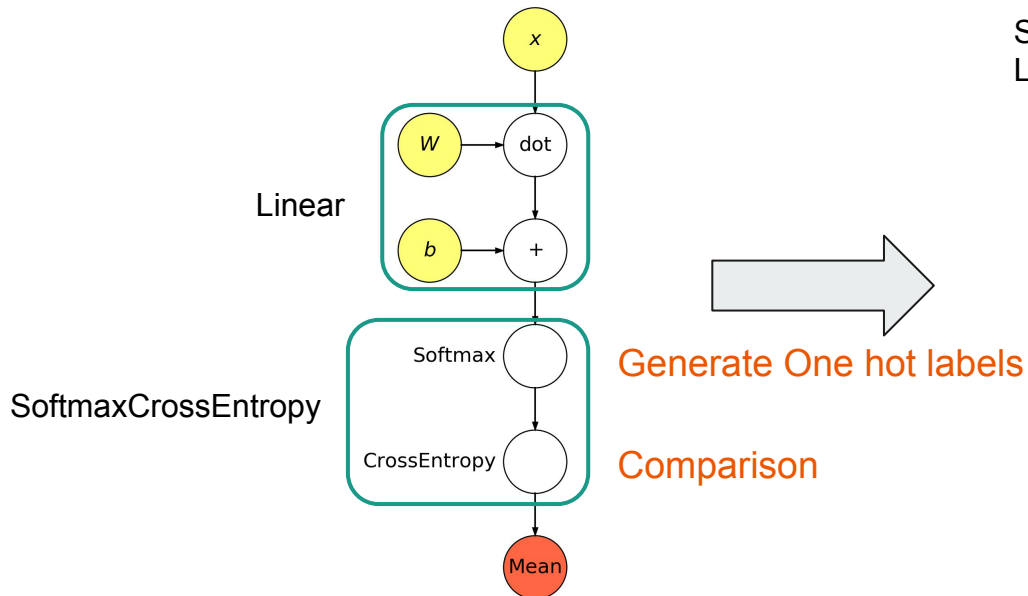 x
S
L
W
dot
Linear
b
+
Softmax
Generate One hot labels
SoftmaxCrossEntropy
CrossEntropy
Comparison
Mean